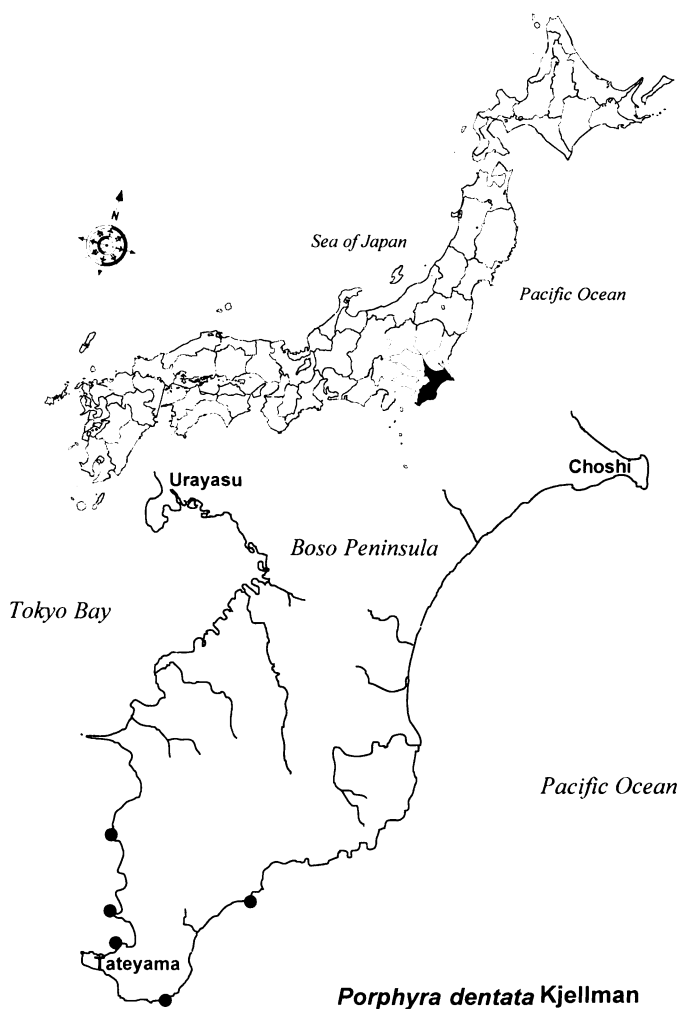 N
Sea of Japan
Pacific Ocean
Choshi
Urayasu
Boso Peninsula
Tokyo Bay
Pacific Ocean
Tateyama
Porphyra dentata Kjellman